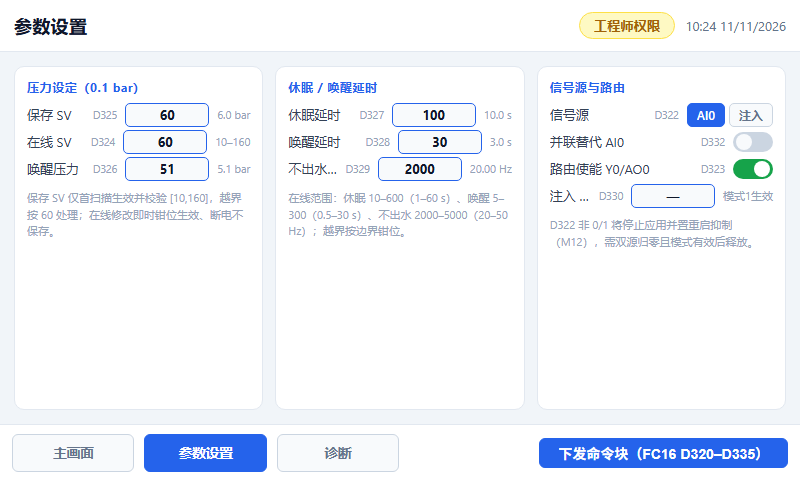 参数设置
工程师权限 10:24 11/11/2026
压力设定（0.1 bar）
保存 SV D325 60 6.0 bar
在线 SV D324 60 10–160
唤醒压力 D326 51 5.1 bar
保存 SV 仅首扫描生效并校验 [10,160]，越界
按 60 处理；在线修改即时钳位生效、断电不
保存。
休眠 / 唤醒延时
休眠延时 D327 100 10.0 s
唤醒延时 D328 30 3.0 s
不出水... D329 2000 20.00 Hz
在线范围：休眠 10–600（1–60 s）、唤醒 5–
300（0.5–30 s）、不出水 2000–5000（20–50
Hz）；越界按边界钳位。
信号源与路由
信号源 D322 AI0 注入
并联替代 AI0 D332
路由使能 Y0/AO0 D323
注入 ... D330 — 模式1生效
D322 非 0/1 将停止应用并置重启抑制
（M12），需双源归零且模式有效后释放。
主画面 参数设置 诊断 下发命令块（FC16 D320–D335）